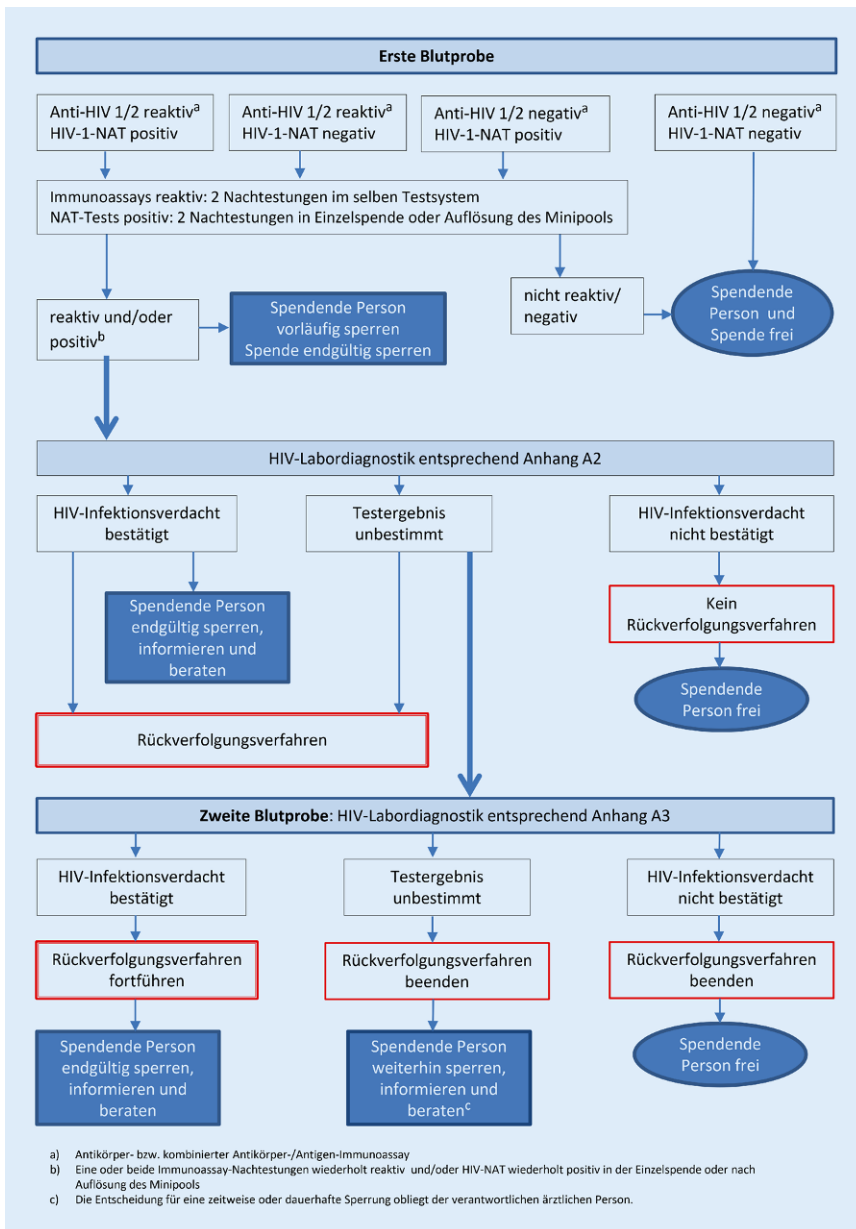 Erste Blutprobe
Anti-HIV 1/2 reaktivᵃ
HIV-1-NAT positiv
Anti-HIV 1/2 reaktivᵃ
HIV-1-NAT negativ
Anti-HIV 1/2 negativᵃ
HIV-1-NAT positiv
Anti-HIV 1/2 negativᵃ
HIV-1-NAT negativ
Immunoassays reaktiv: 2 Nachtestungen im selben Testsystem
NAT-Tests positiv: 2 Nachtestungen in Einzelspende oder Auflösung des Minipools
reaktiv und/oder
positivᵇ
Spendende Person
vorläufig sperren
Spende endgültig sperren
nicht reaktiv/
negativ
Spendende
Person und
Spende frei
HIV-Labordiagnostik entsprechend Anhang A2
HIV-Infektionsverdacht
bestätigt
Testergebnis
unbestimmt
HIV-Infektionsverdacht
nicht bestätigt
Spendende Person
endgültig sperren,
informieren und
beraten
Kein
Rückverfolgungsverfahren
Spendende
Person frei
Rückverfolgungsverfahren
Zweite Blutprobe: HIV-Labordiagnostik entsprechend Anhang A3
HIV-Infektionsverdacht
bestätigt
Testergebnis
unbestimmt
HIV-Infektionsverdacht
nicht bestätigt
Rückverfolgungsverfahren
fortführen
Rückverfolgungsverfahren
beenden
Rückverfolgungsverfahren
beenden
Spendende Person
endgültig sperren,
informieren und
beraten
Spendende Person
weiterhin sperren,
informieren und
beratenᶜ
Spendende
Person frei
a) Antikörper- bzw. kombinierter Antikörper-/Antigen-Immunoassay
b) Eine oder beide Immunoassay-Nachtestungen wiederholt reaktiv und/oder HIV-NAT wiederholt positiv in der Einzelspende oder nach
Auflösung des Minipools
c) Die Entscheidung für eine zeitweise oder dauerhafte Sperrung obliegt der verantwortlichen ärztlichen Person.